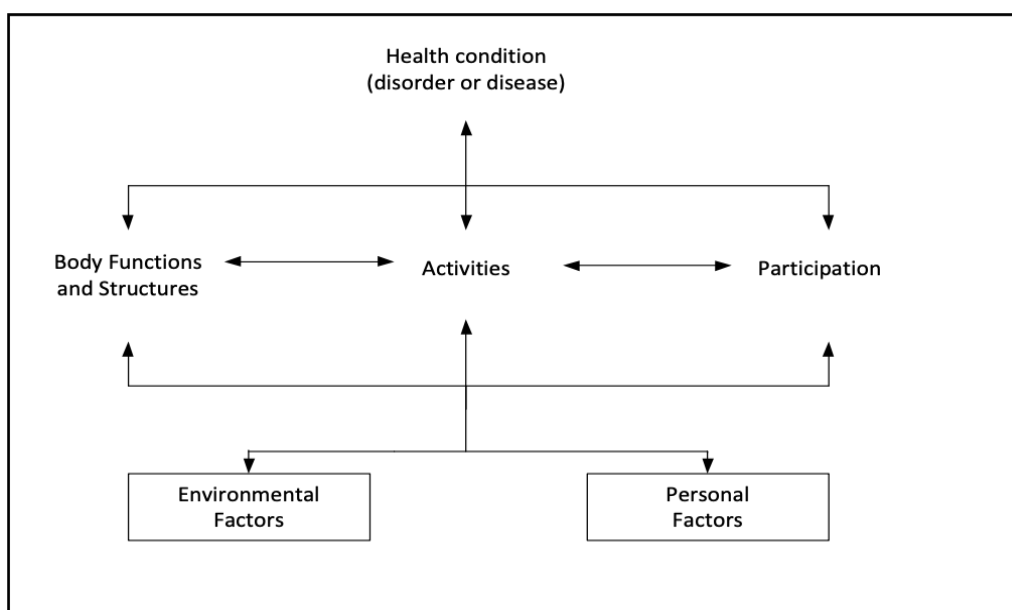 Health condition
(disorder or disease)
Body Functions
and Structures
Activities
Participation
Environmental
Factors
Personal
Factors